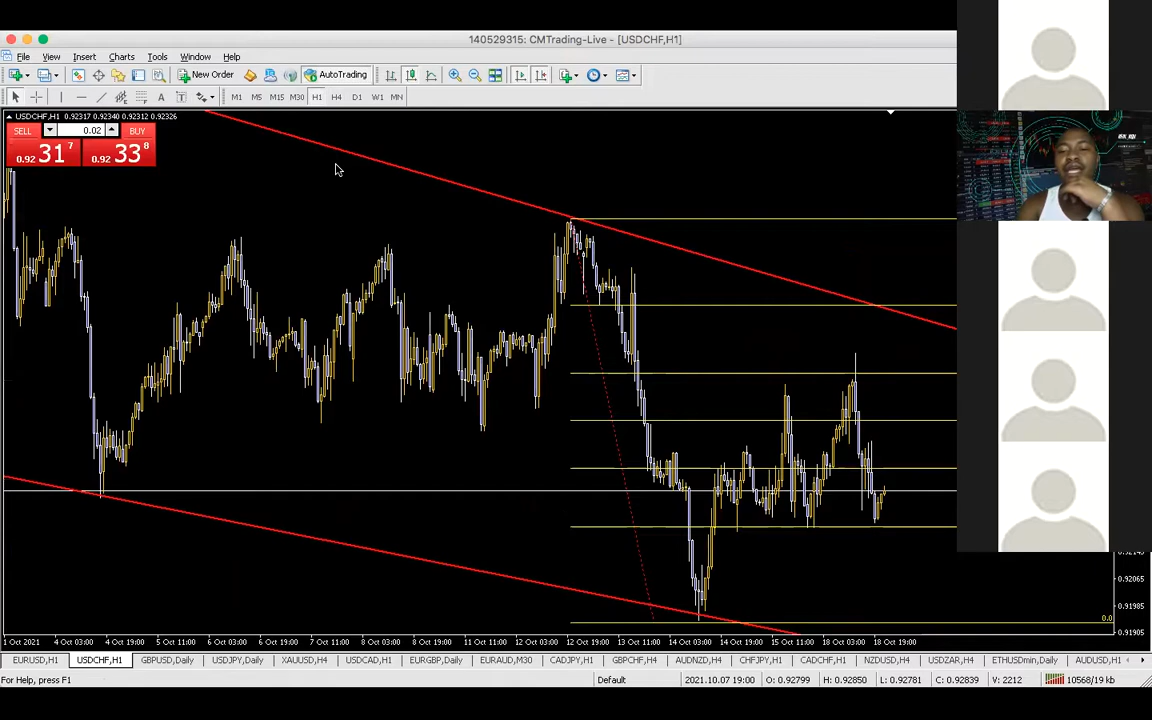 140529315: CMTrading-Live - [USDCHF,H1]
File View Insert Charts Tools Window Help
New Order AutoTrading
A T M1 M5 M15 M30 H1 H4 D1 W1 MN
USDCHF,H1 0.92317 0.92340 0.92312 0.92326
SELL 0.02 BUY
0.92 31 7 0.92 33 8
0.92145
0.92065
0.91985
0.0
0.91905
1 Oct 2021 4 Oct 03:00 4 Oct 19:00 5 Oct 11:00 6 Oct 03:00 6 Oct 19:00 7 Oct 11:00 8 Oct 03:00 8 Oct 19:00 11 Oct 11:00 12 Oct 03:00 12 Oct 19:00 13 Oct 11:00 14 Oct 03:00 14 Oct 19:00 15 Oct 11:00 18 Oct 03:00 18 Oct 19:00
EURUSD,H1 USDCHF,H1 GBPUSD,Daily USDJPY,Daily XAUUSD,H4 USDCAD,H1 EURGBP,Daily EURAUD,M30 CADJPY,H1 GBPCHF,H4 AUDNZD,H4 CHFJPY,H1 CADCHF,H1 NZDUSD,H4 USDZAR,H4 ETHUSDmin,Daily AUDUSD,H1
For Help, press F1 Default 2021.10.07 19:00 O: 0.92799 H: 0.92850 L: 0.92781 C: 0.92839 V: 2212 10568/19 kb